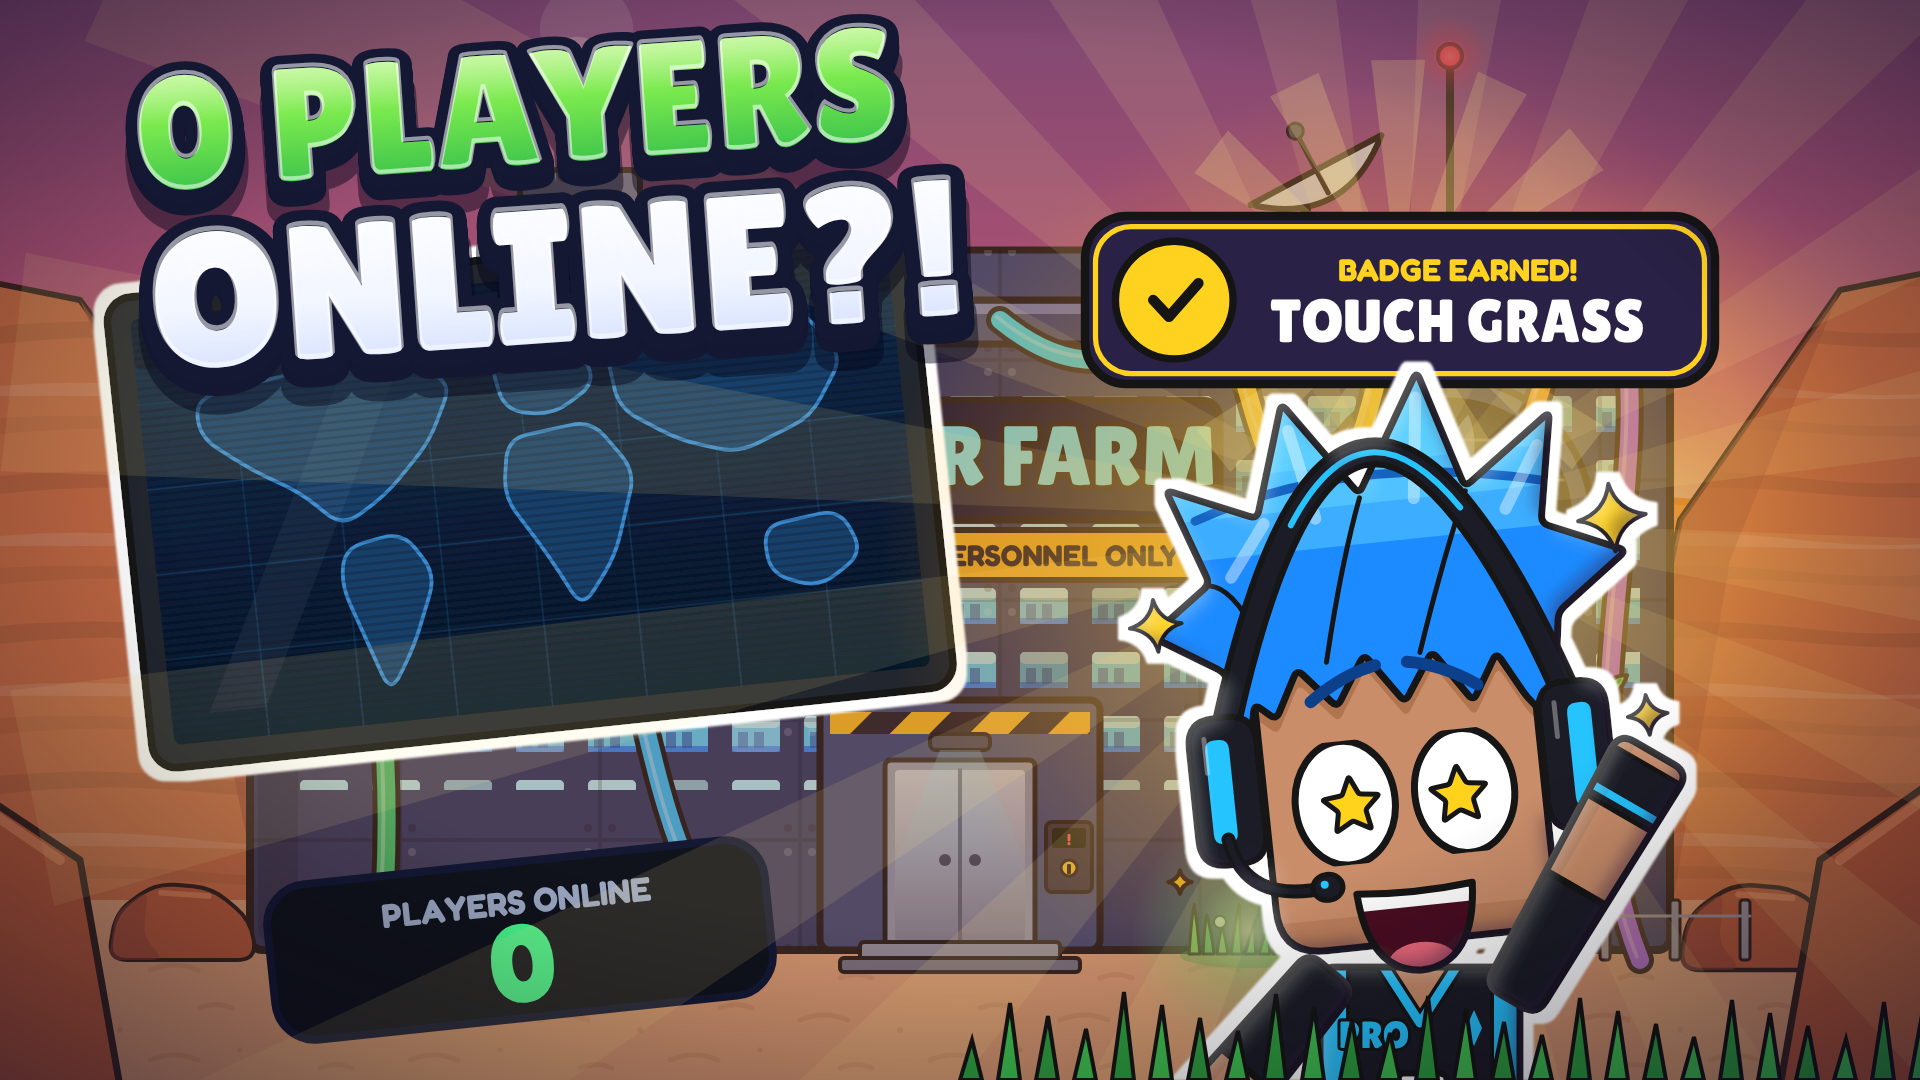 0 PLAYERS
ONLINE?!
BADGE EARNED!
TOUCH GRASS
R FARM
ERSONNEL ONLY
PLAYERS ONLINE
0
PRO